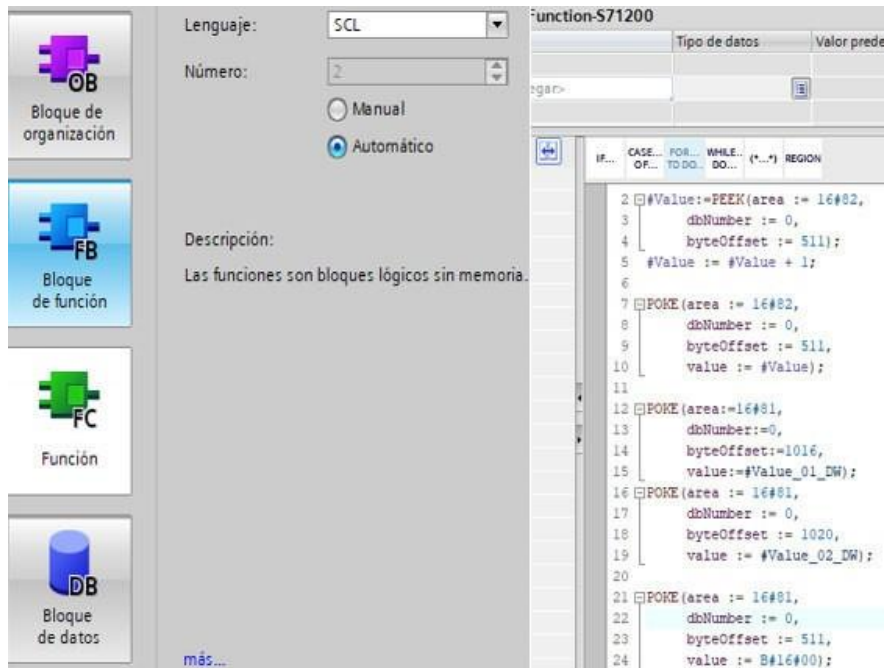 OB
Bloque de
organización
FB
Bloque
de función
FC
Función
DB
Bloque
de datos
Lenguaje:
SCL
Número:
2
Manual
Automático
Descripción:
Las funciones son bloques lógicos sin memoria.
más...
Function-S71200
Tipo de datos
Valor prede
egar>
IF... CASE... FOR... WHILE.. (*...*) REGION
OF... TO DO.. DO...
2 #Value:=PEEK(area := 16#82,
3 dbNumber := 0,
4 byteOffset := 511);
5 #Value := #Value + 1;
6
7 POKE(area := 16#82,
8 dbNumber := 0,
9 byteOffset := 511,
10 value := #Value);
11
12 POKE(area:=16#81,
13 dbNumber:=0,
14 byteOffset:=1016,
15 value:=#Value_01_DW);
16 POKE(area := 16#81,
17 dbNumber := 0,
18 byteOffset := 1020,
19 value := #Value_02_DW);
20
21 POKE(area := 16#81,
22 dbNumber := 0,
23 byteOffset := 511,
24 value := B#16#00);